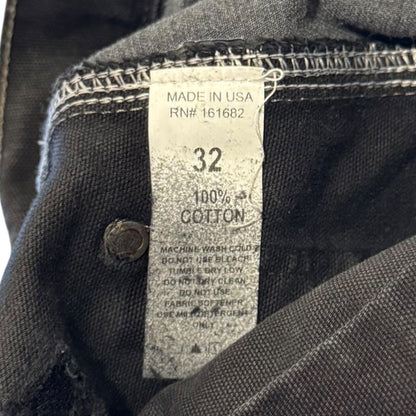 MADE IN USA
RN# 161682
32
100%
COTTON
MACHINE WASH COLD
DO NOT USE BLEACH
TUMBLE DRY LOW
DO NOT DRY CLEAN
DO NOT USE
FABRIC SOFTENER
USE MILD DETERGENT
ONLY